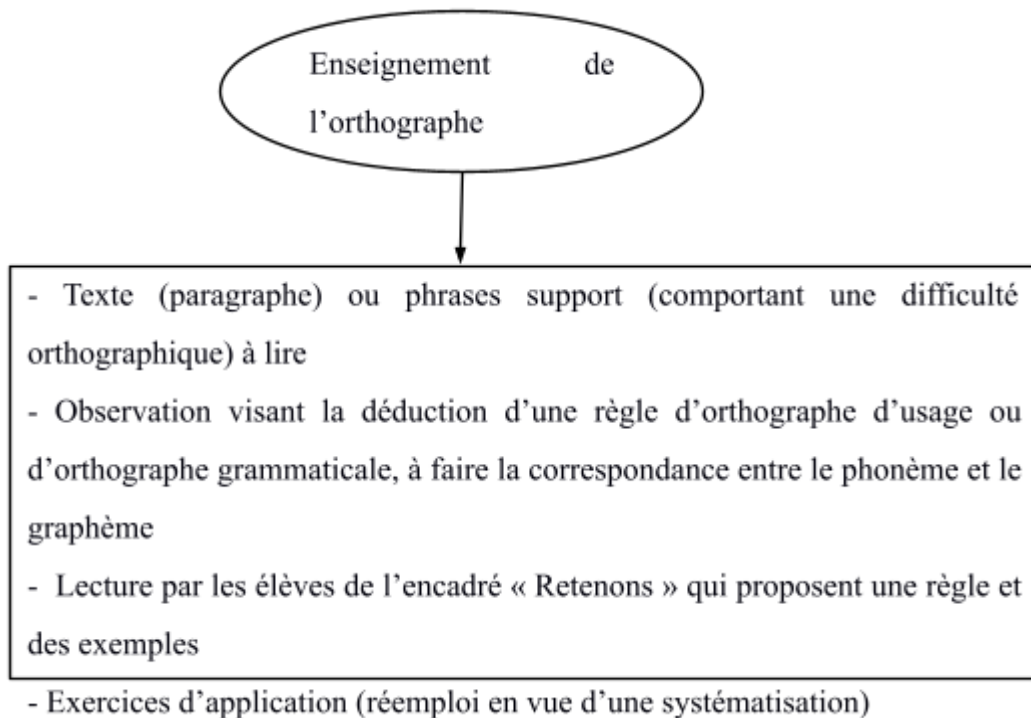 Enseignement de
l’orthographe
- Texte (paragraphe) ou phrases support (comportant une difficulté
orthographique) à lire
- Observation visant la déduction d’une règle d’orthographe d’usage ou
d’orthographe grammaticale, à faire la correspondance entre le phonème et le
graphème
- Lecture par les élèves de l’encadré « Retenons » qui proposent une règle et
des exemples
- Exercices d’application (réemploi en vue d’une systématisation)